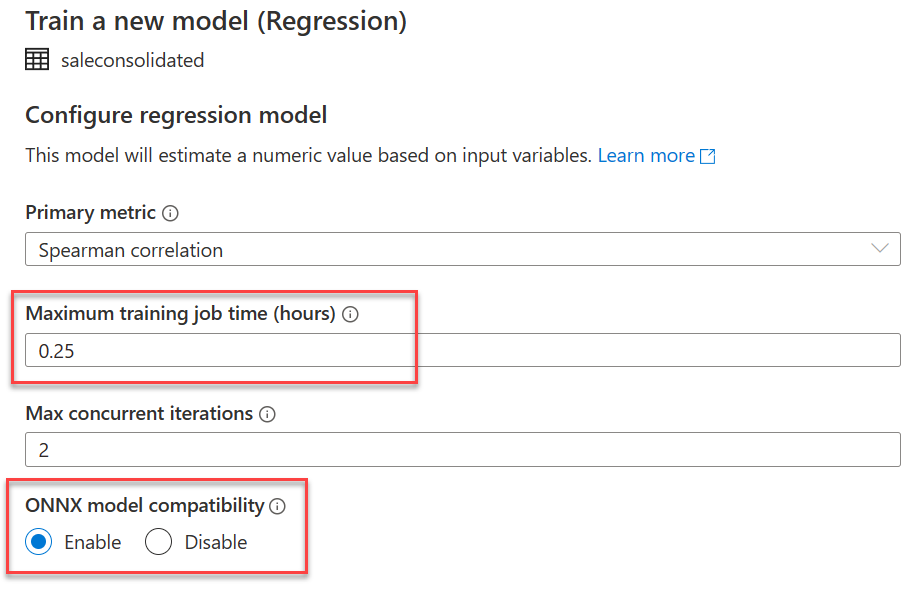 Train a new model (Regression)
saleconsolidated
Configure regression model
This model will estimate a numeric value based on input variables. Learn more
Primary metric
Spearman correlation
Maximum training job time (hours)
0.25
Max concurrent iterations
2
ONNX model compatibility
Enable Disable